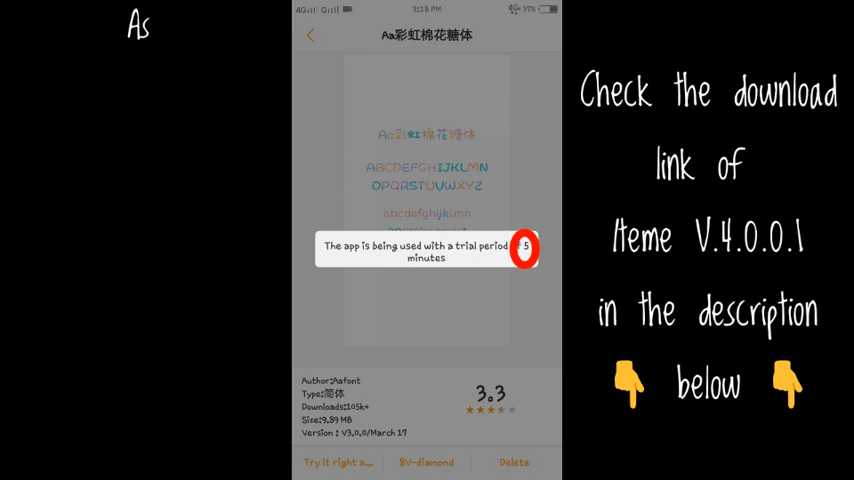 As
4G Gıll 3:18 PM 4G 37%
Aa彩虹棉花糖体
Aa彩虹棉花糖体
ABCDEFGHIJKLMN
OPQRSTUVWXYZ
abcdefghijklmn
The app is being used with a trial period of 5
minutes
Author:Aafont
Type:简体
Downloads:105k+
Size:9.89 MB
Version : V3.0.0/March 17
3.3
Try it right a...
8V-diamond
Delete
Check the download
link of
Iteme V.4.0.0.1
in the description
below